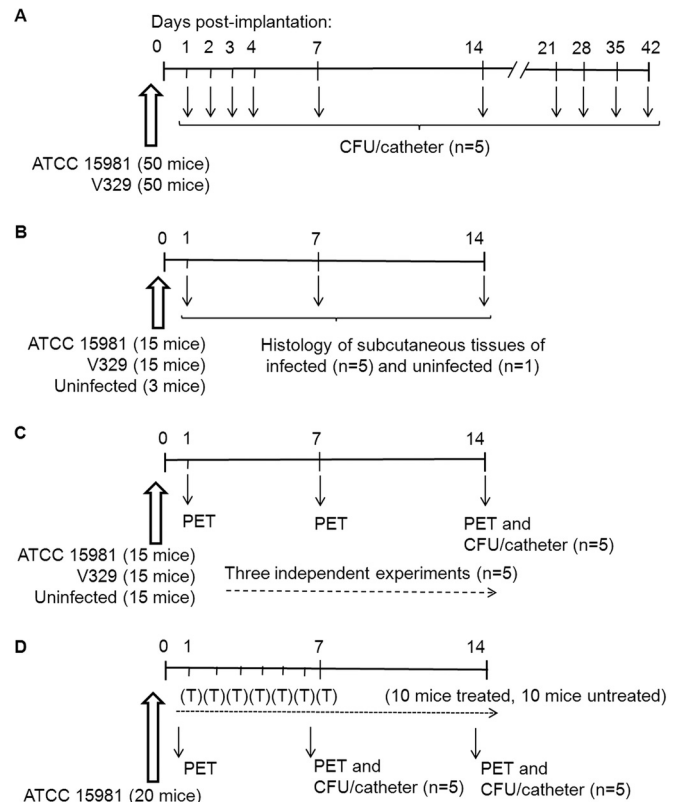 A
Days post-implantation:
0 1 2 3 4 7 14 21 28 35 42
CFU/catheter (n=5)
ATCC 15981 (50 mice)
V329 (50 mice)
B
0 1 7 14
ATCC 15981 (15 mice)
V329 (15 mice)
Uninfected (3 mice)
Histology of subcutaneous tissues of
infected (n=5) and uninfected (n=1)
C
0 1 7 14
PET PET PET and
CFU/catheter (n=5)
ATCC 15981 (15 mice)
V329 (15 mice)
Uninfected (15 mice)
Three independent experiments (n=5)
D
0 1 7 14
(T)(T)(T)(T)(T)(T)(T) (10 mice treated, 10 mice untreated)
PET PET and PET and
CFU/catheter (n=5) CFU/catheter (n=5)
ATCC 15981 (20 mice)